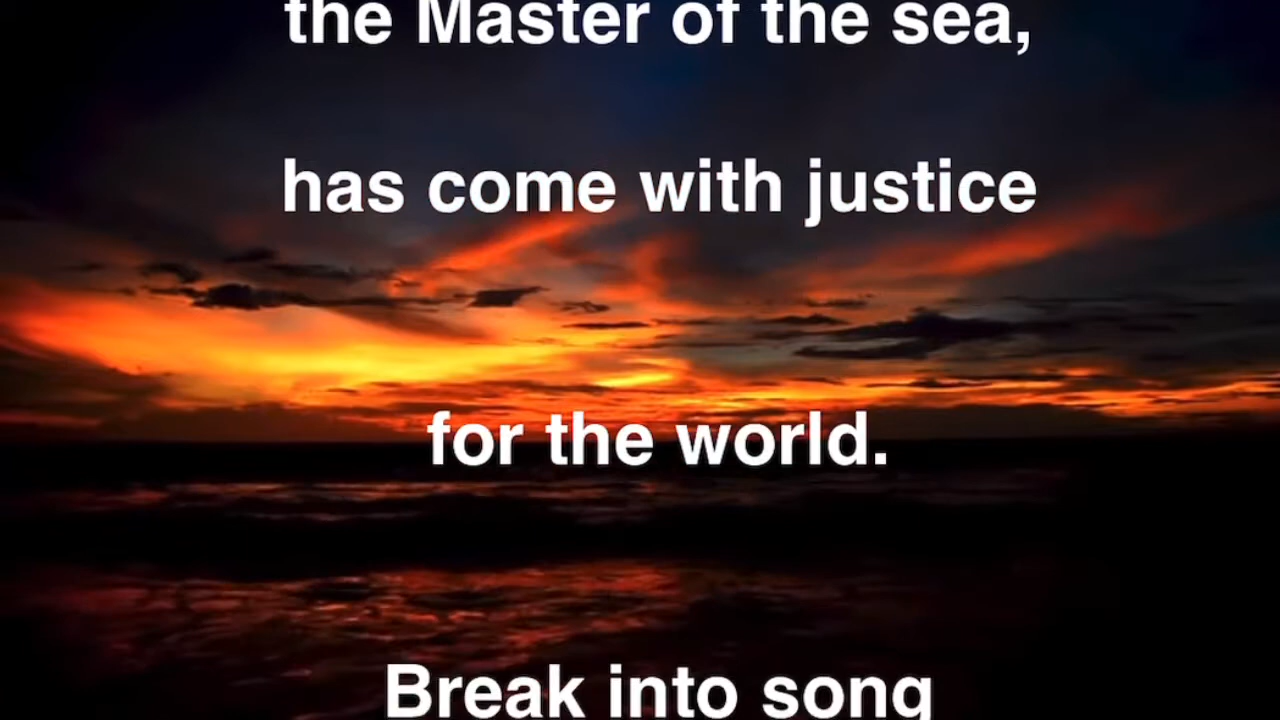 the Master of the sea,
has come with justice
for the world.
Break into song